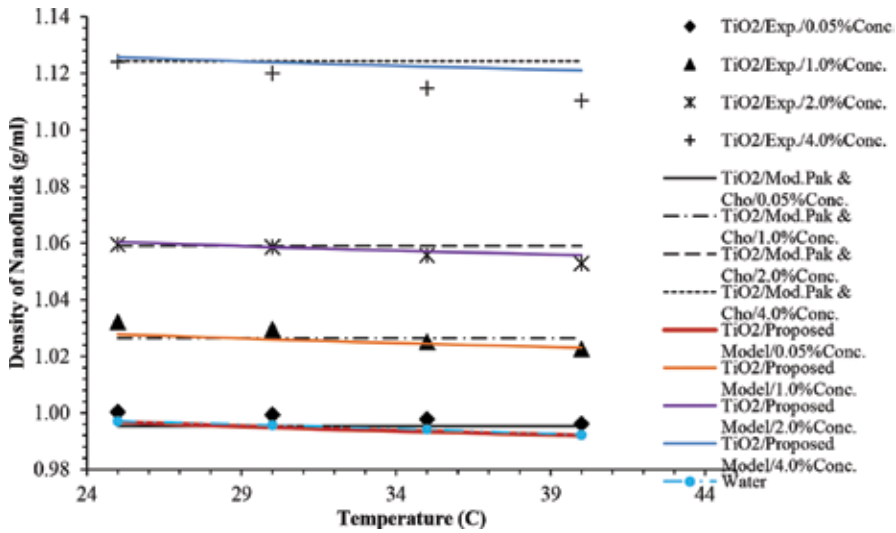 1.14
1.12
1.10
1.08
1.06
1.04
1.02
1.00
0.98
Density of Nanofluids (g/ml)
24
29
34
39
44
Temperature (C)
TiO2/Exp./0.05%Conc.
TiO2/Exp./1.0%Conc.
TiO2/Exp./2.0%Conc.
TiO2/Exp./4.0%Conc.
TiO2/Mod.Pak &
Cho/0.05%Conc.
TiO2/Mod.Pak &
Cho/1.0%Conc.
TiO2/Mod.Pak &
Cho/2.0%Conc.
TiO2/Mod.Pak &
Cho/4.0%Conc.
TiO2/Proposed
Model/0.05%Conc.
TiO2/Proposed
Model/1.0%Conc.
TiO2/Proposed
Model/2.0%Conc.
TiO2/Proposed
Model/4.0%Conc.
Water